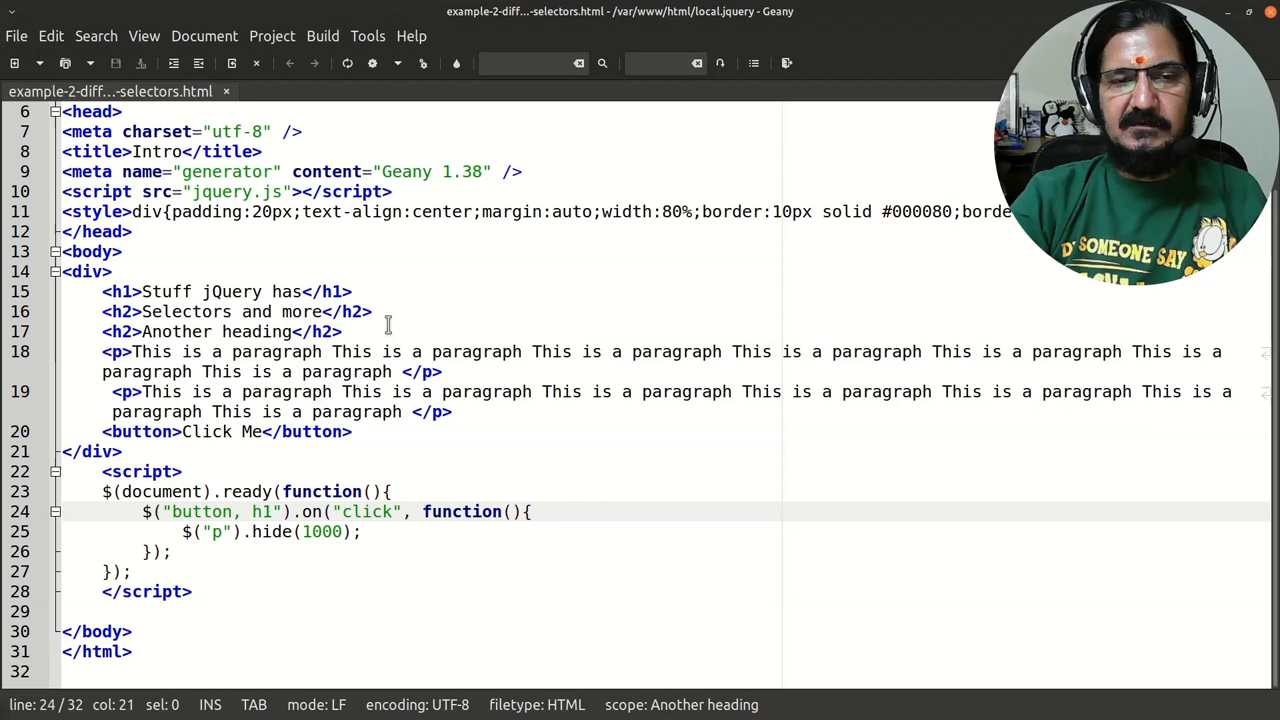 example-2-diff...-selectors.html - /var/www/html/local.jquery - Geany
File Edit Search View Document Project Build Tools Help
example-2-diff...-selectors.html ×
6 <head>
7 <meta charset="utf-8" />
8 <title>Intro</title>
9 <meta name="generator" content="Geany 1.38" />
10 <script src="jquery.js"></script>
11 <style>div{padding:20px;text-align:center;margin:auto;width:80%;border:10px solid #000080;borde
12 </head>
13 <body>
14 <div>
15 <h1>Stuff jQuery has</h1>
16 <h2>Selectors and more</h2>
17 <h2>Another heading</h2>
18 <p>This is a paragraph This is a paragraph This is a paragraph This is a paragraph This is a paragraph This is a
paragraph This is a paragraph </p>
19 <p>This is a paragraph This is a paragraph This is a paragraph This is a paragraph This is a paragraph This is a
paragraph This is a paragraph </p>
20 <button>Click Me</button>
21 </div>
22 <script>
23 $(document).ready(function(){
24 $("button, h1").on("click", function(){
25 $("p").hide(1000);
26 });
27 });
28 </script>
29
30 </body>
31 </html>
32
SOMEONE SAY
line: 24 / 32 col: 21 sel: 0 INS TAB mode: LF encoding: UTF-8 filetype: HTML scope: Another heading